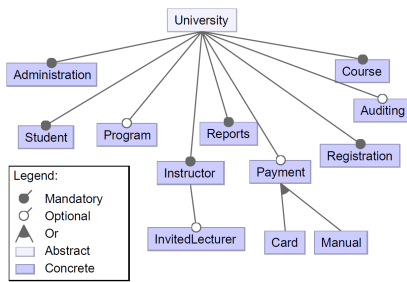 University
Administration
Course
Auditing
Student
Program
Reports
Registration
Instructor
Payment
InvitedLecturer
Card
Manual
Legend:
Mandatory
Optional
Or
Abstract
Concrete